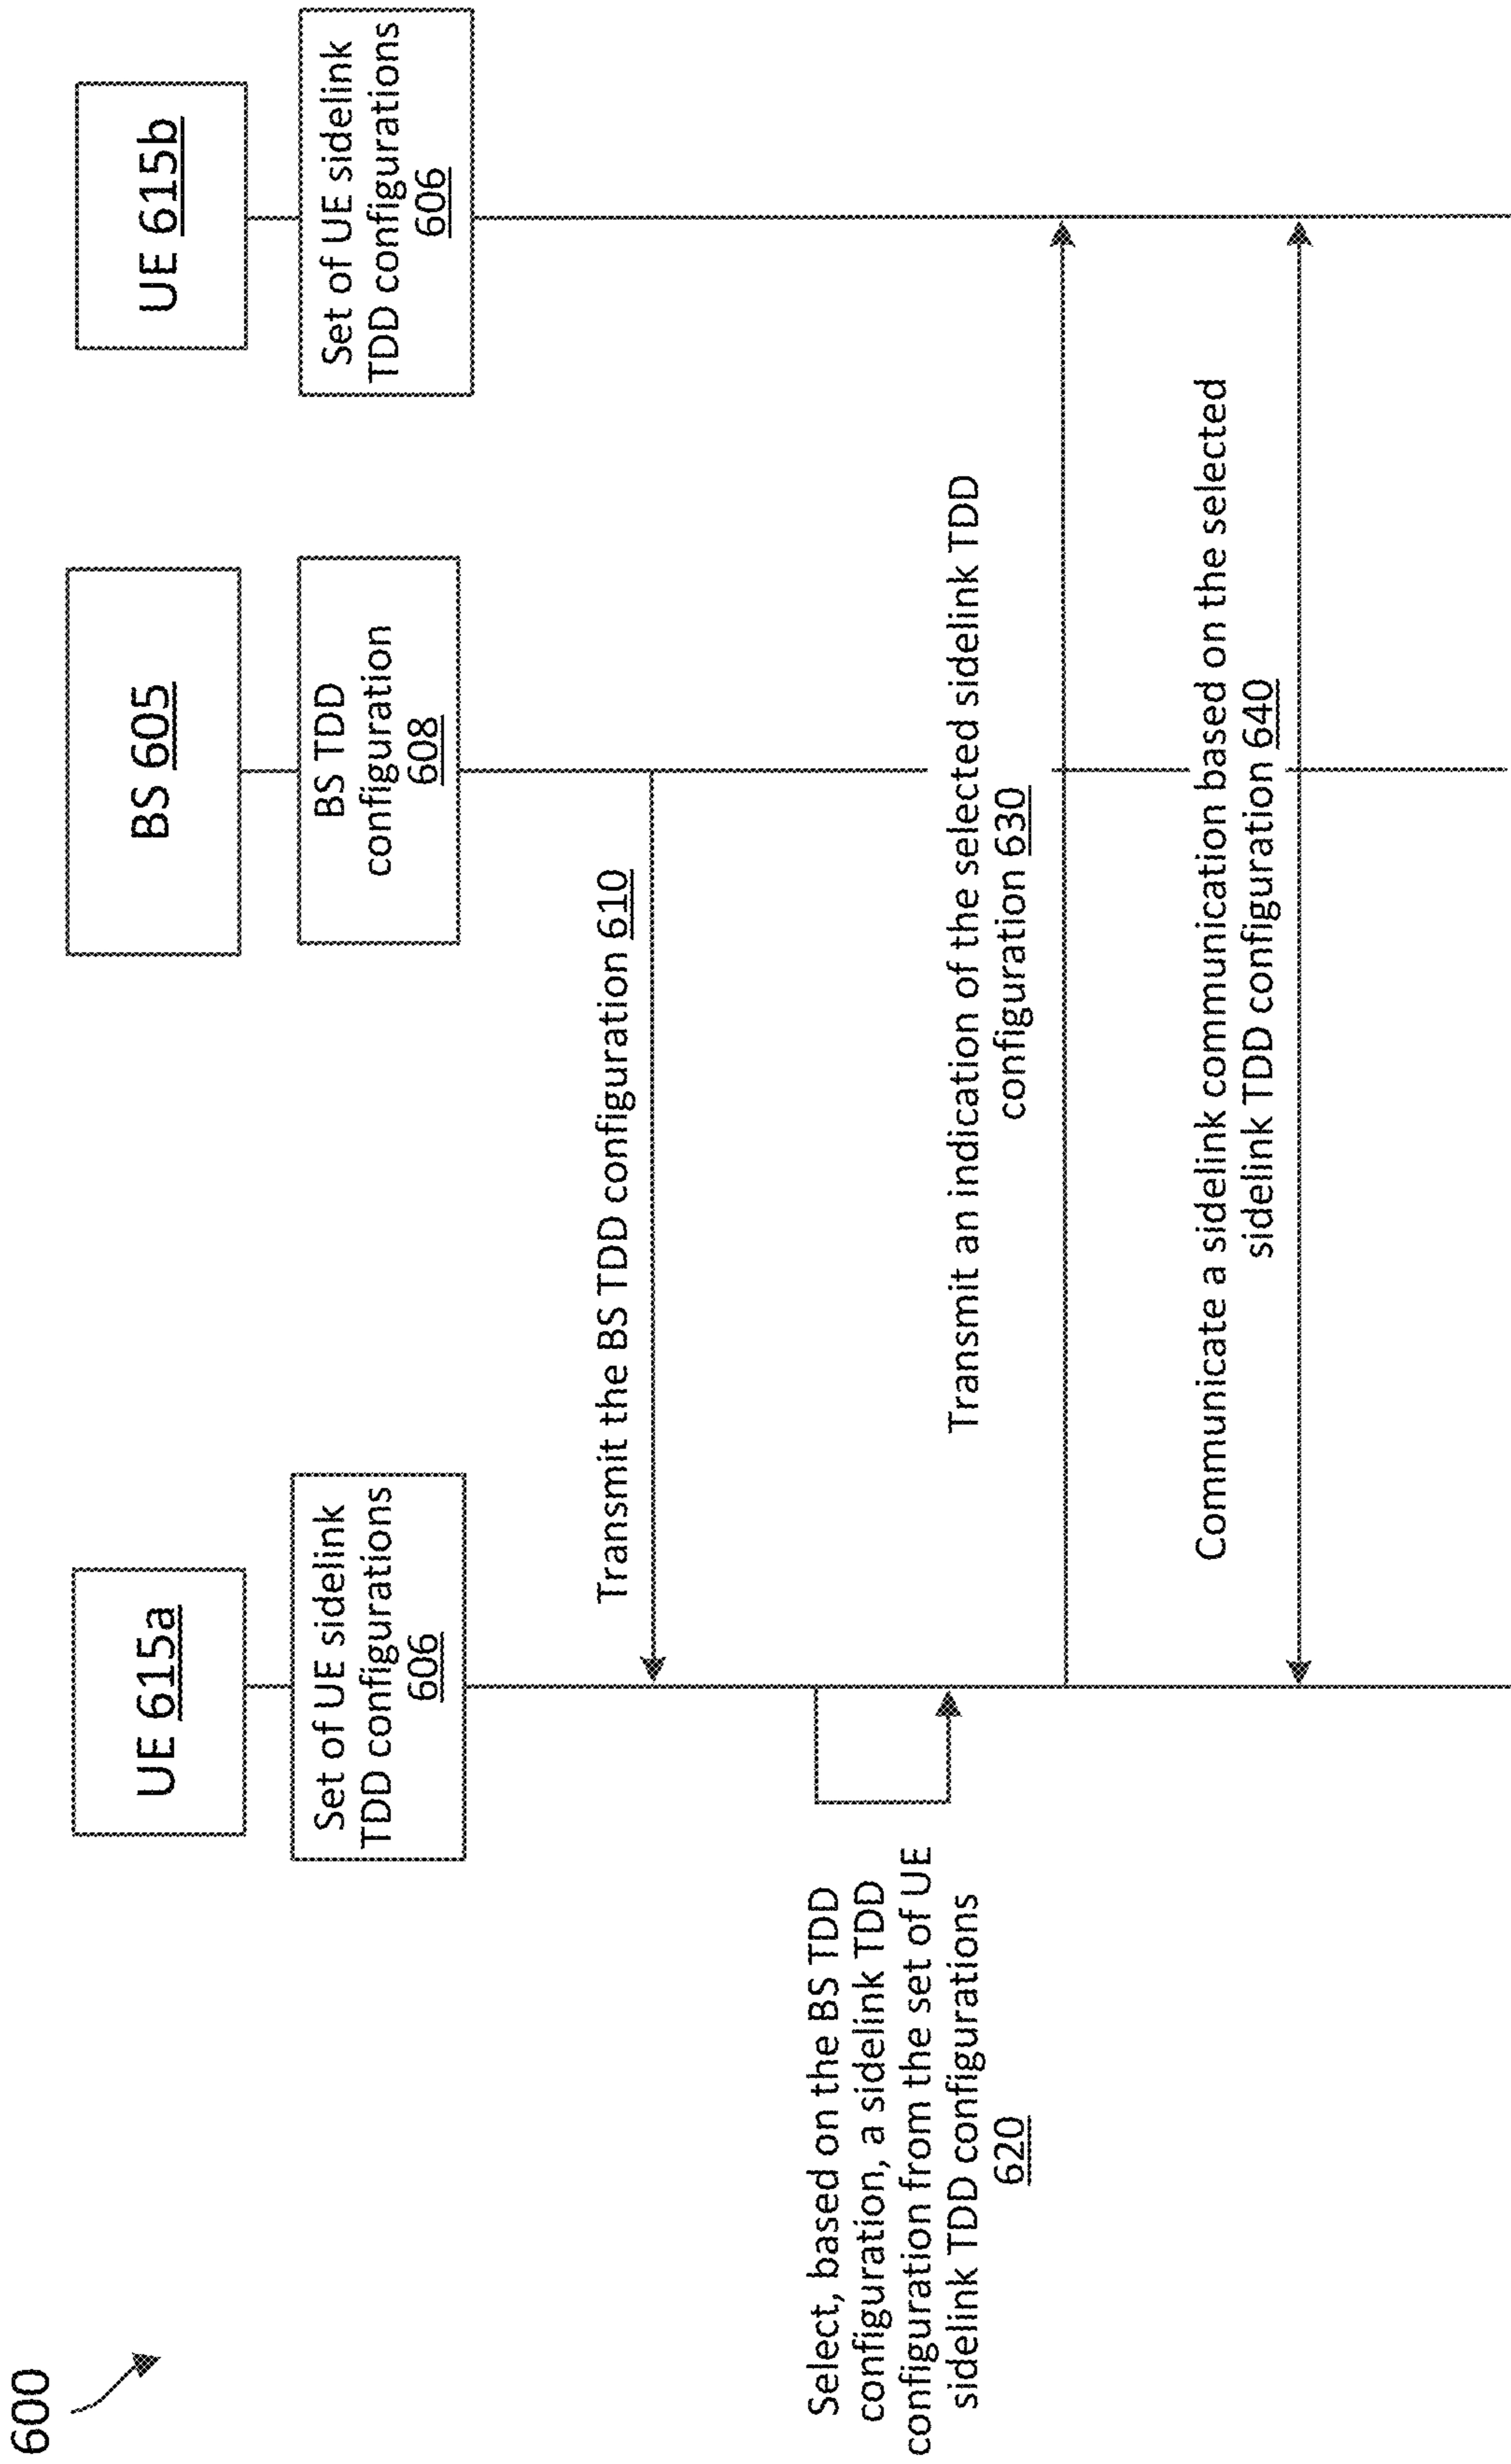 600
UE 615a
BS 605
UE 615b
Set of UE sidelink
TDD configurations
606
BS TDD
configuration
608
Set of UE sidelink
TDD configurations
606
Transmit the BS TDD configuration 610
Select, based on the BS TDD
configuration, a sidelink TDD
configuration from the set of UE
sidelink TDD configurations
620
Transmit an indication of the selected sidelink TDD
configuration 630
Communicate a sidelink communication based on the selected
sidelink TDD configuration 640